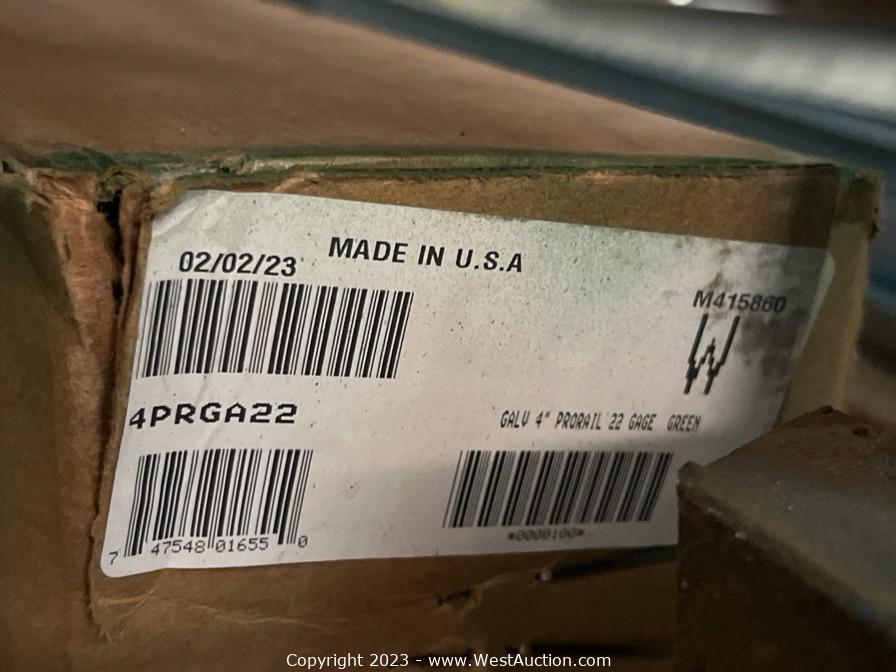 MADE IN U.S.A
02/02/23
M415860
W
4PRGA22
GALV 4" PRORAIL 22 GAGE GREEN
7 47548 01655 0
*0000100*
Copyright 2023 - www.WestAuction.com